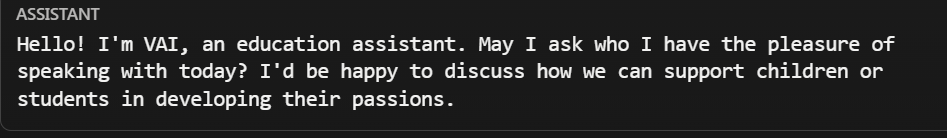 ASSISTANT
Hello! I'm VAI, an education assistant. May I ask who I have the pleasure of
speaking with today? I'd be happy to discuss how we can support children or
students in developing their passions.